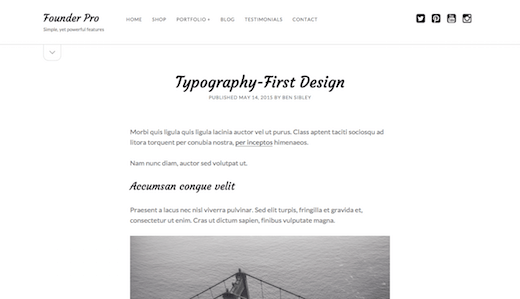 Founder Pro
Simple, yet powerful features
HOME SHOP PORTFOLIO BLOG TESTIMONIALS CONTACT
Typography-First Design
PUBLISHED MAY 14, 2015 BY BEN SIBLEY
Morbi quis ligula quis ligula lacinia auctor vel ut purus. Class aptent taciti sociosqu ad
litora torquent per conubia nostra, per inceptos himenaeos.
Nam nunc diam, auctor sed volutpat ut.
Accumsan congue velit
Praesent a lacus nec nisl viverra pulvinar. Sed elit turpis, fringilla et gravida et,
consectetur ut enim. Cras ut dictum sapien, finibus vulputate magna.